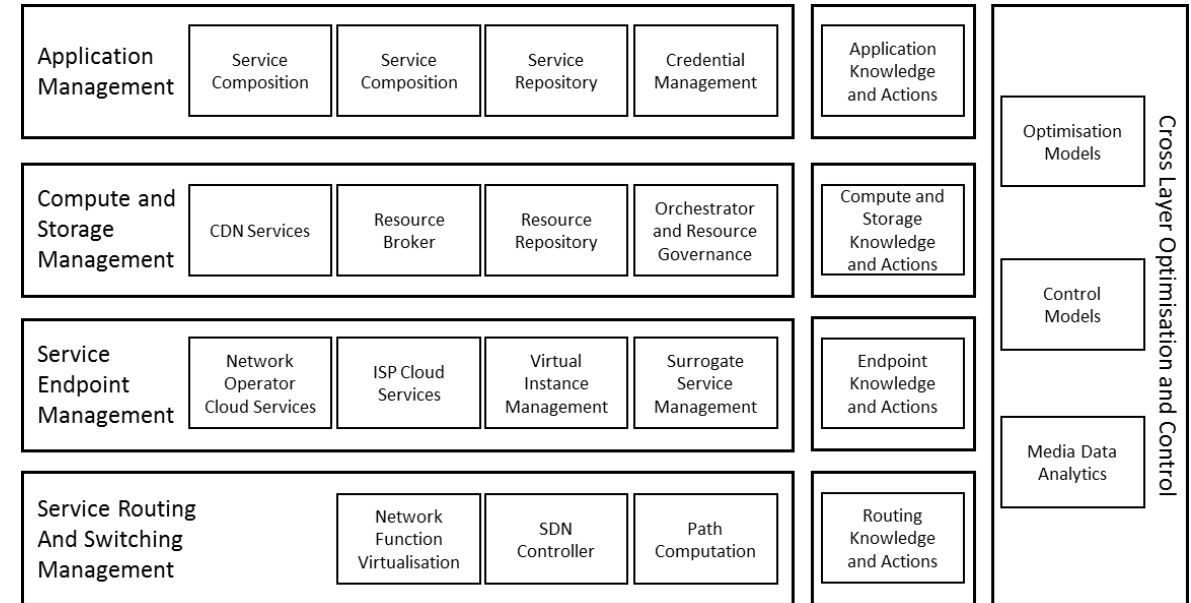 Application
Management
Service
Composition
Service
Composition
Service
Repository
Credential
Management
Application
Knowledge
and Actions
Compute and
Storage
Management
CDN Services
Resource
Broker
Resource
Repository
Orchestrator
and Resource
Governance
Compute and
Storage
Knowledge
and Actions
Service
Endpoint
Management
Network
Operator
Cloud Services
ISP Cloud
Services
Virtual
Instance
Management
Surrogate
Service
Management
Endpoint
Knowledge
and Actions
Service Routing
And Switching
Management
Network
Function
Virtualisation
SDN
Controller
Path
Computation
Routing
Knowledge
and Actions
Optimisation
Models
Control
Models
Media Data
Analytics
Cross Layer Optimisation and Control